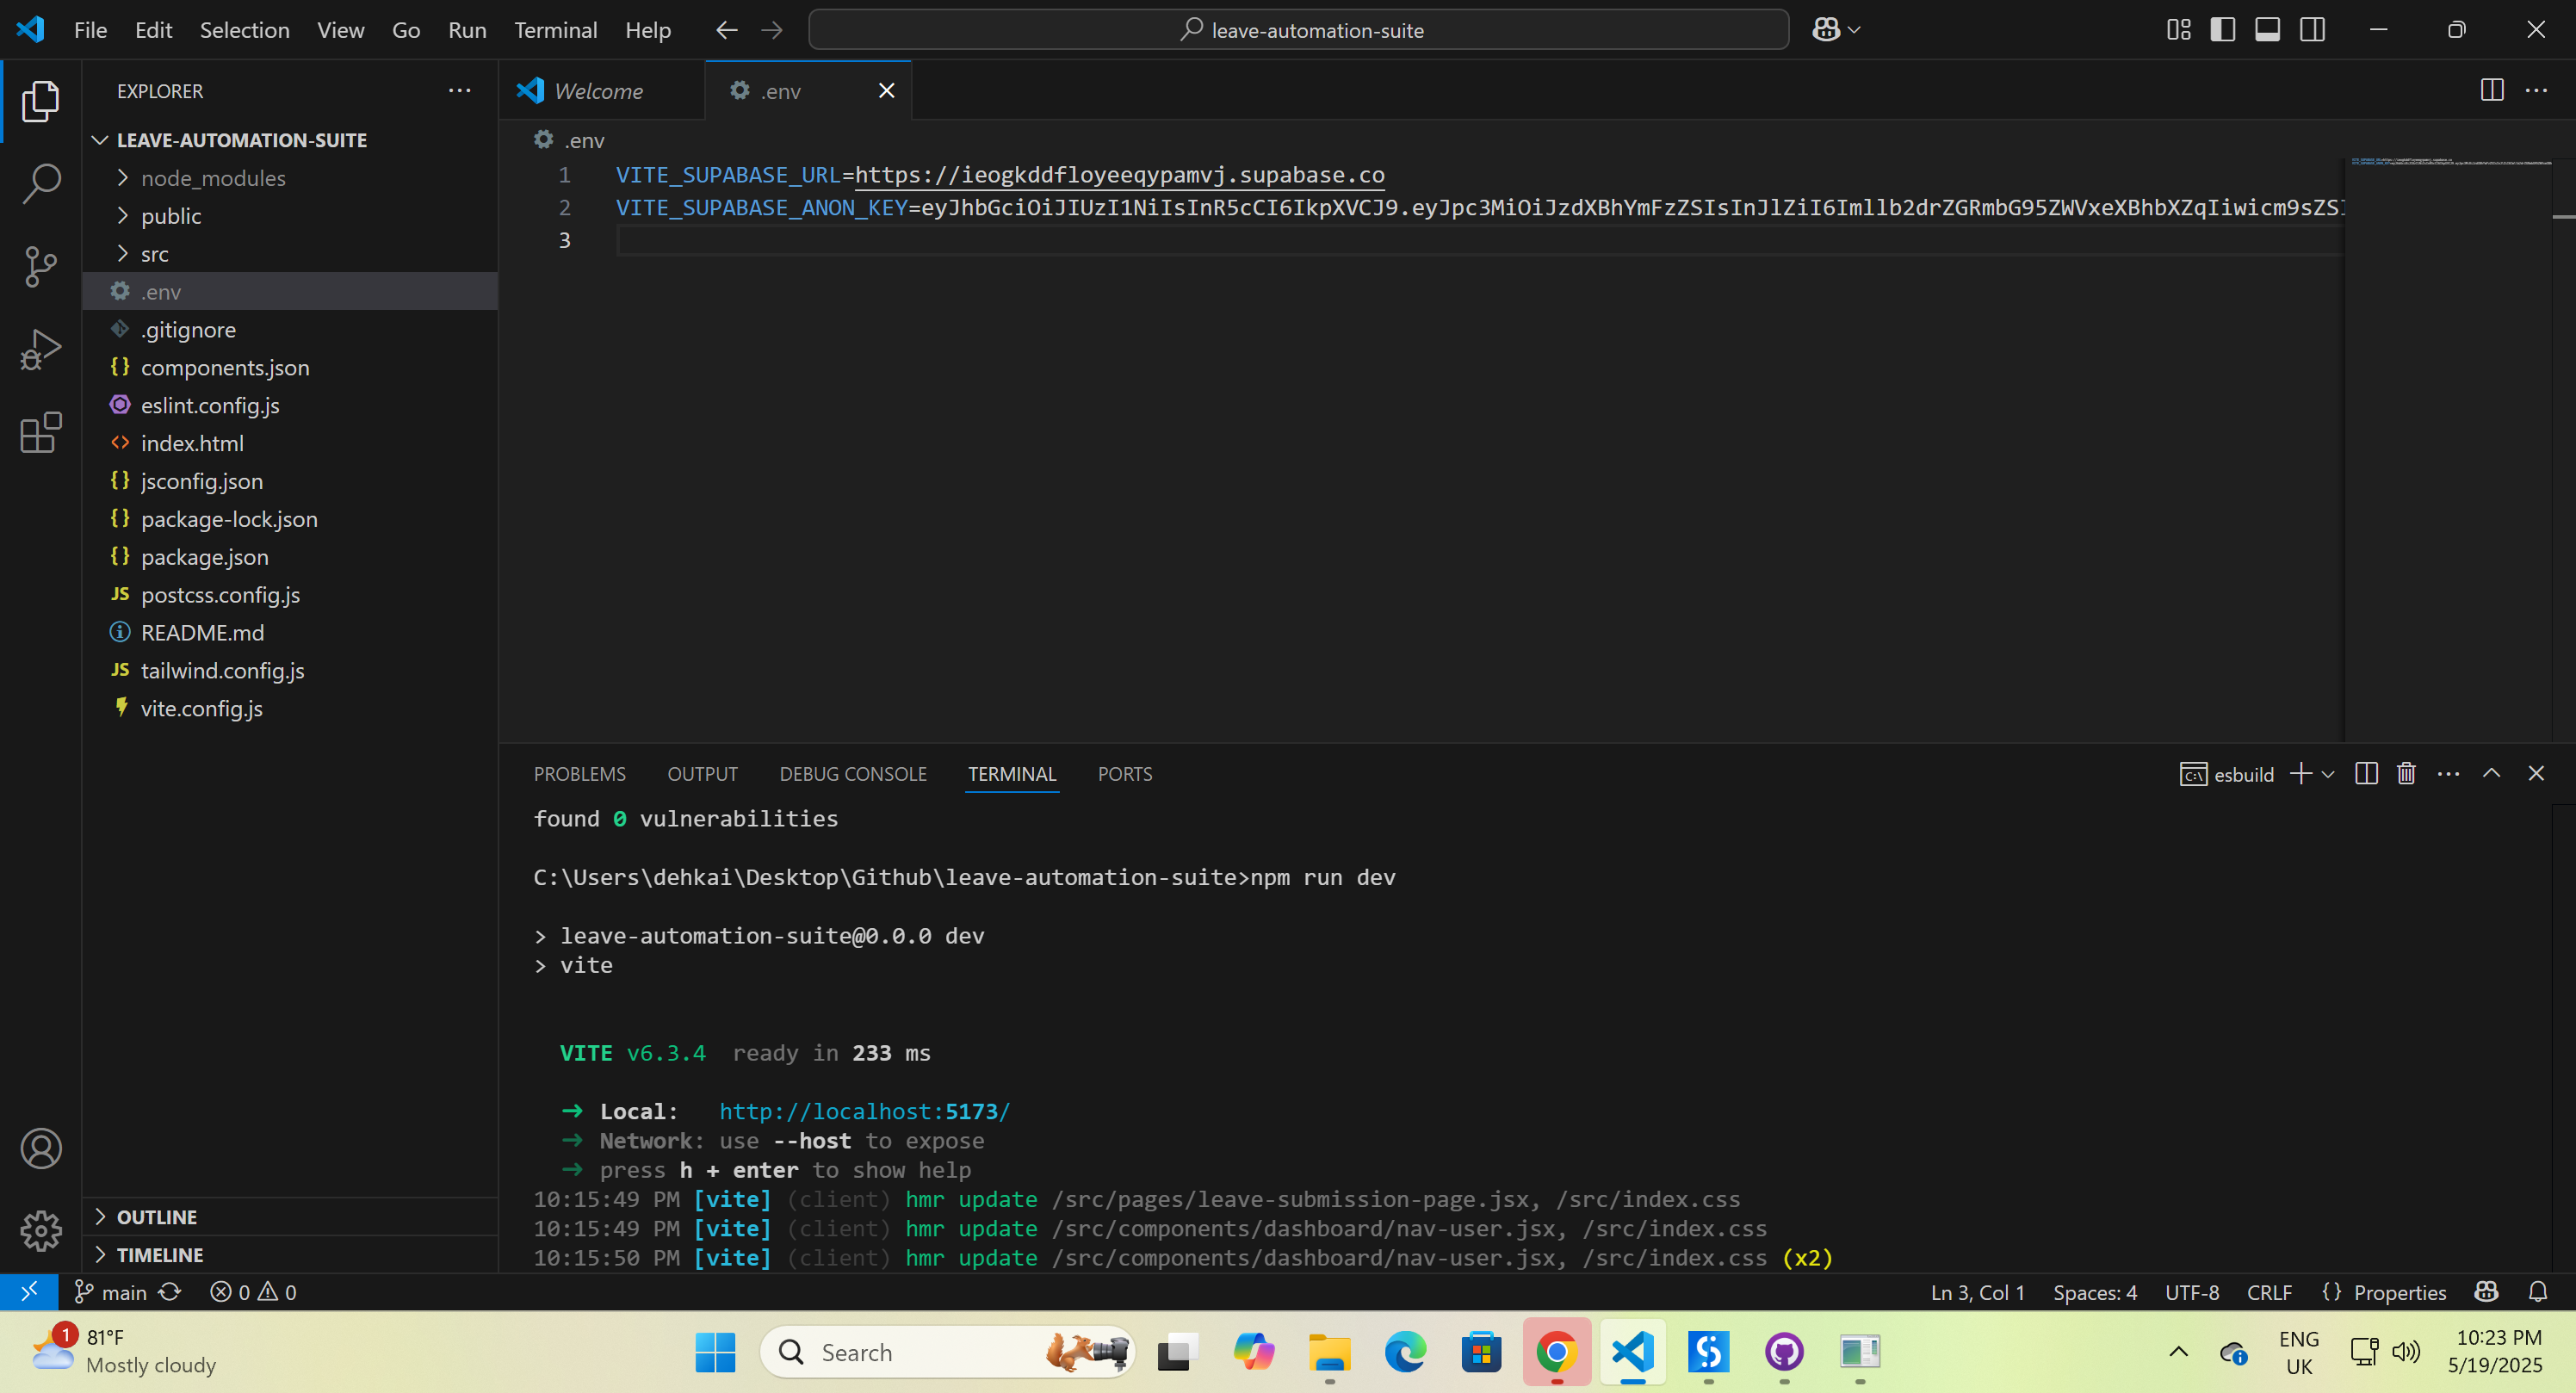 File Edit Selection View Go Run Terminal Help
leave-automation-suite
EXPLORER
LEAVE-AUTOMATION-SUITE
node_modules
public
src
.env
.gitignore
components.json
eslint.config.js
index.html
jsconfig.json
package-lock.json
package.json
postcss.config.js
README.md
tailwind.config.js
vite.config.js
OUTLINE
TIMELINE
Welcome
.env
.env
1 VITE_SUPABASE_URL=https://ieogkddfloyeeqypamvj.supabase.co
2 VITE_SUPABASE_ANON_KEY=eyJhbGciOiJIUzI1NiIsInR5cCI6IkpXVCJ9.eyJpc3MiOiJzdXBhYmFzZSIsInJlZiI6Imllb2drZGRmbG95ZWVxeXBhbXZqIiwicm9sZSI
3
PROBLEMS OUTPUT DEBUG CONSOLE TERMINAL PORTS
esbuild
found 0 vulnerabilities
C:\Users\dehkai\Desktop\Github\leave-automation-suite>npm run dev
> leave-automation-suite@0.0.0 dev
> vite
VITE v6.3.4 ready in 233 ms
➜ Local: http://localhost:5173/
➜ Network: use --host to expose
➜ press h + enter to show help
10:15:49 PM [vite] (client) hmr update /src/pages/leave-submission-page.jsx, /src/index.css
10:15:49 PM [vite] (client) hmr update /src/components/dashboard/nav-user.jsx, /src/index.css
10:15:50 PM [vite] (client) hmr update /src/components/dashboard/nav-user.jsx, /src/index.css (x2)
main 0 0
Ln 3, Col 1 Spaces: 4 UTF-8 CRLF {} Properties
1
81°F
Mostly cloudy
Search
ENG
UK
10:23 PM
5/19/2025